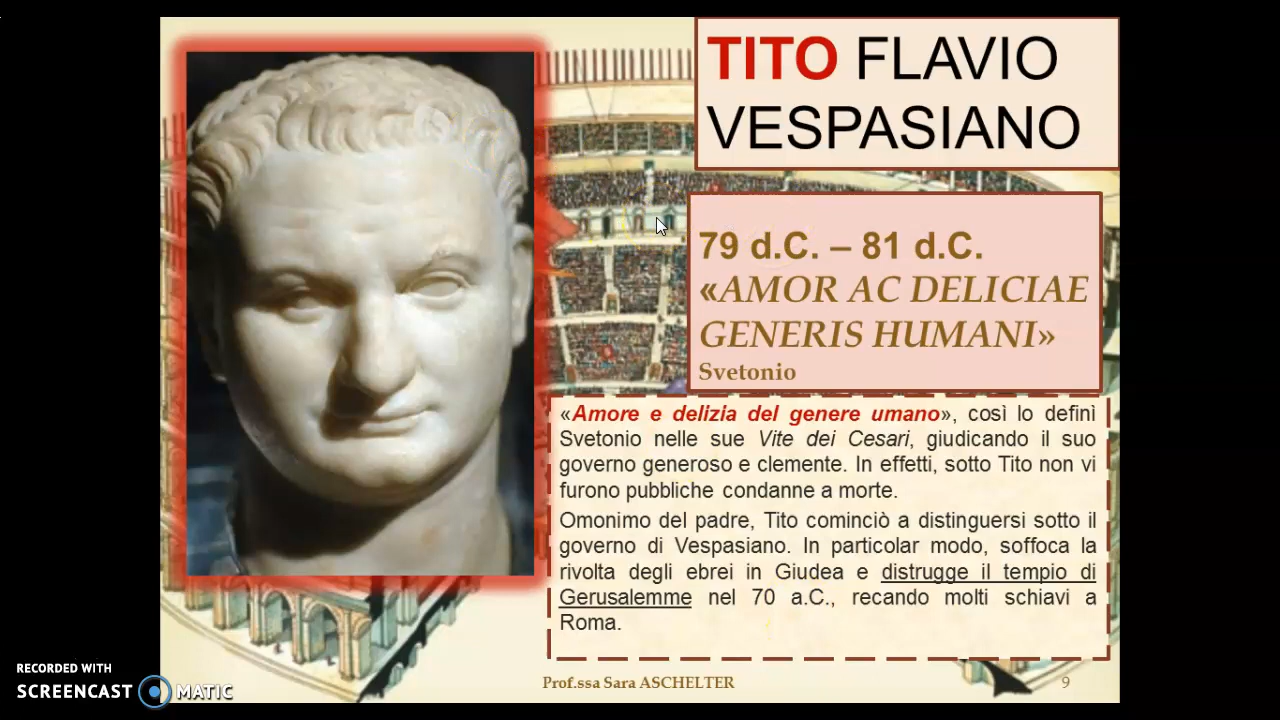 TITO FLAVIO
VESPASIANO
79 d.C. – 81 d.C.
«AMOR AC DELICIAE
GENERIS HUMANI»
Svetonio
«Amore e delizia del genere umano», così lo definì
Svetonio nelle sue Vite dei Cesari, giudicando il suo
governo generoso e clemente. In effetti, sotto Tito non vi
furono pubbliche condanne a morte.
Omonimo del padre, Tito cominciò a distinguersi sotto il
governo di Vespasiano. In particolar modo, soffoca la
rivolta degli ebrei in Giudea e distrugge il tempio di
Gerusalemme nel 70 a.C., recando molti schiavi a
Roma.
Prof.ssa Sara ASCHELTER
9
RECORDED WITH
SCREENCAST MATIC